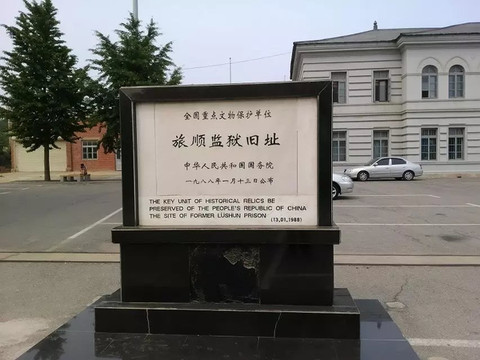 全国重点文物保护单位
旅顺监狱旧址
中华人民共和国国务院
一九八八年一月十三日公布
THE KEY UNIT OF HISTORICAL RELICS BE
PRESERVED OF THE PEOPLE'S REPUBLIC OF CHINA
THE SITE OF FORMER LÜSHUN PRISON (13,01,1988)